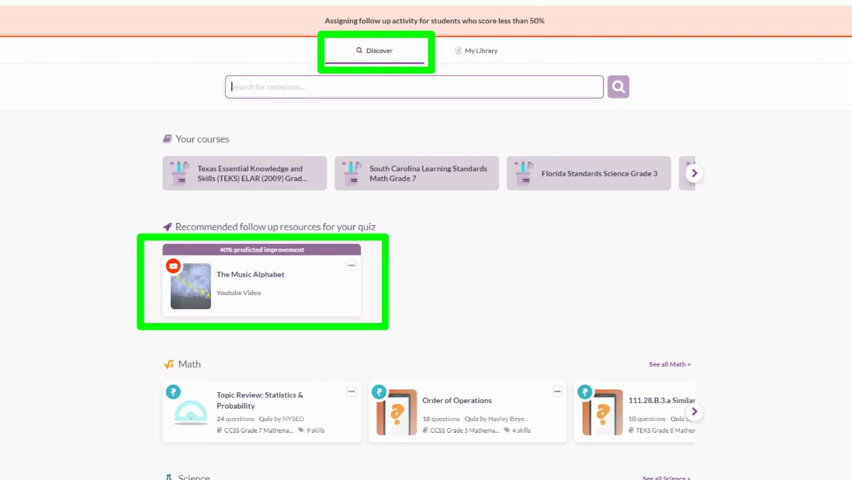 Assigning follow up activity for students who score less than 50%
Discover
My Library
Search for resources...
Your courses
Texas Essential Knowledge and
Skills (TEKS) ELAR (2009) Grad...
South Carolina Learning Standards
Math Grade 7
Florida Standards Science Grade 3
Recommended follow up resources for your quiz
40% predicted improvement
The Music Alphabet
Youtube Video
Math
See all Math >
Topic Review: Statistics &
Probability
24 questions Quiz by NYSED
CCSS Grade 7 Mathema... 9 skills
Order of Operations
18 questions Quiz by Hayley Beye...
CCSS Grade 5 Mathema... 4 skills
111.28.B.3.a Similar
10 questions Quiz
TEKS Grade 8 Mathe
Science
See all Science >